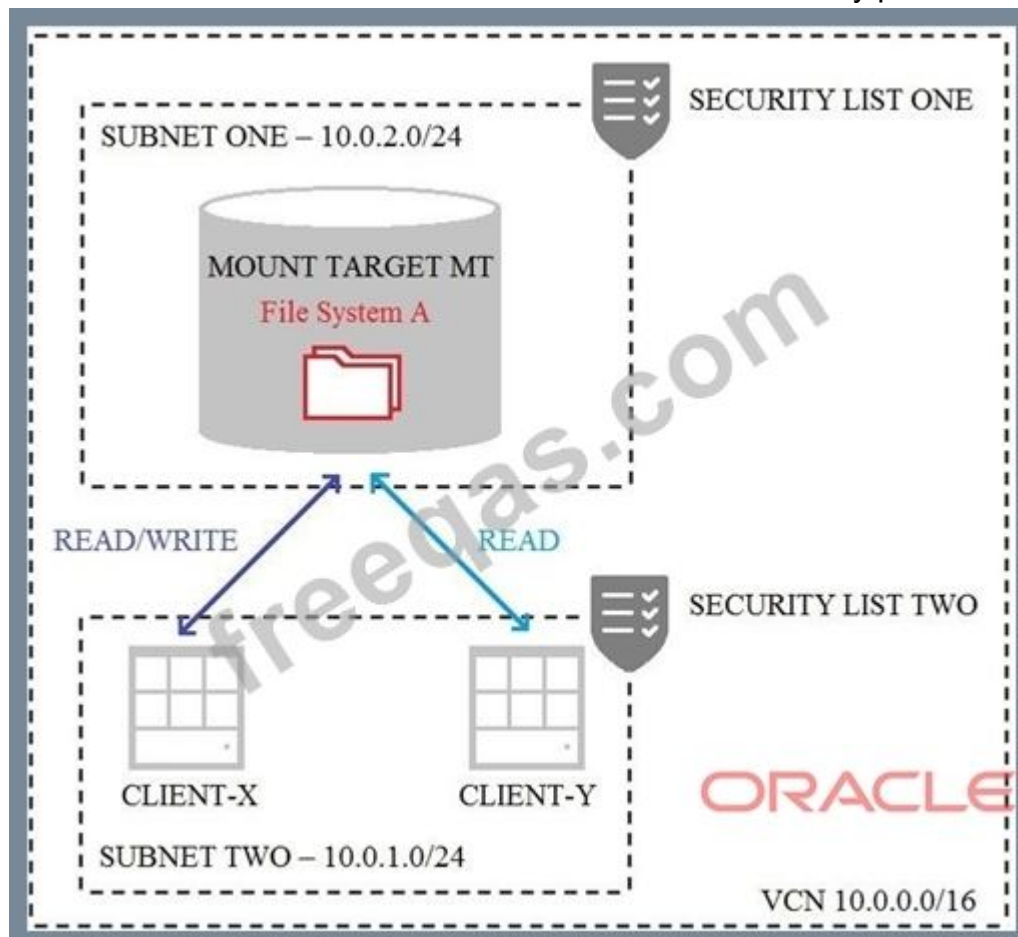 SECURITY LIST ONE
SUBNET ONE – 10.0.2.0/24
MOUNT TARGET MT
File System A
freeqas.com
READ/WRITE
READ
SECURITY LIST TWO
CLIENT-X
CLIENT-Y
ORACLE
SUBNET TWO – 10.0.1.0/24
VCN 10.0.0.0/16